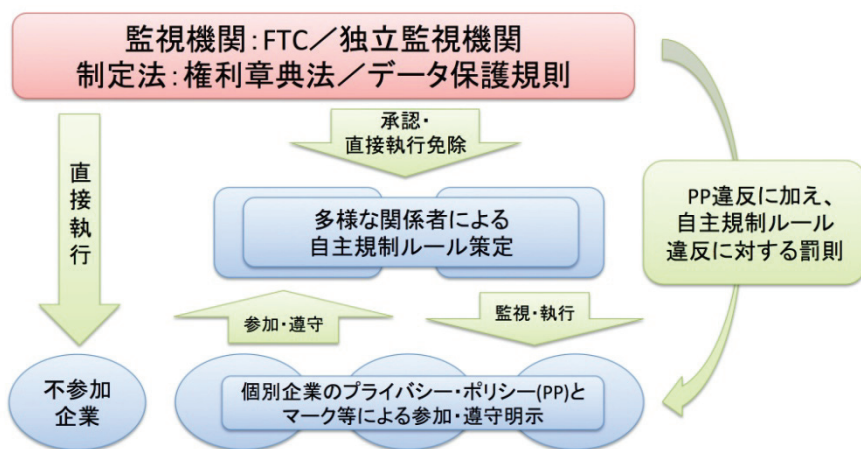 監視機関：FTC／独立監視機関
制定法：権利章典法／データ保護規則
承認・
直接執行免除
直接執行
PP違反に加え、
自主規制ルール
違反に対する罰則
多様な関係者による
自主規制ルール策定
参加・遵守
監視・執行
不参加
企業
個別企業のプライバシー・ポリシー(PP)と
マーク等による参加・遵守明示